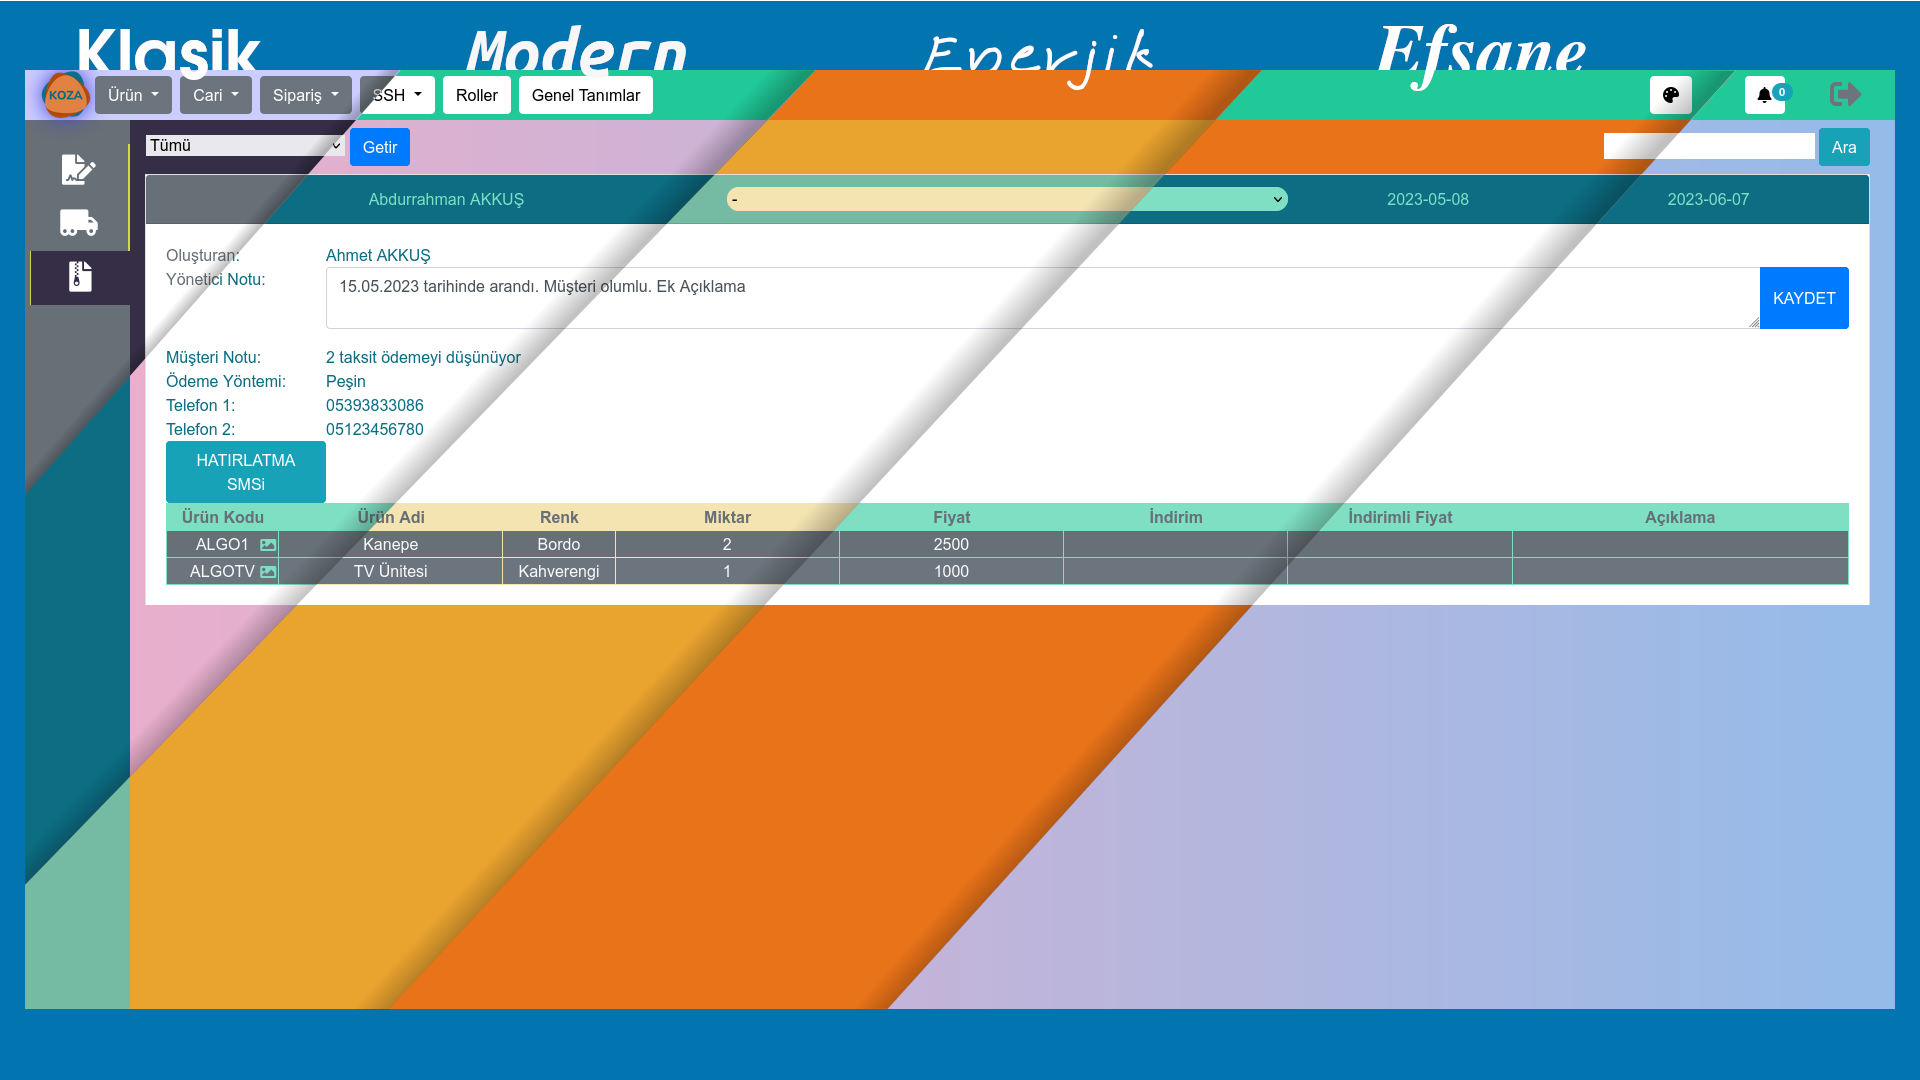 Klasik Modern Enerjik Efsane
KOZA Ürün Cari Sipariş SSH Roller Genel Tanımlar 0
Tümü Getir Ara
Abdurrahman AKKUŞ - 2023-05-08 2023-06-07
Oluşturan: Ahmet AKKUŞ
Yönetici Notu: 15.05.2023 tarihinde arandı. Müşteri olumlu. Ek Açıklama
KAYDET
Müşteri Notu: 2 taksit ödemeyi düşünüyor
Ödeme Yöntemi: Peşin
Telefon 1: 05393833086
Telefon 2: 05123456780
HATIRLATMA
SMSi
Ürün Kodu Ürün Adi Renk Miktar Fiyat İndirim İndirimli Fiyat Açıklama
ALGO1 Kanepe Bordo 2 2500
ALGOTV TV Ünitesi Kahverengi 1 1000